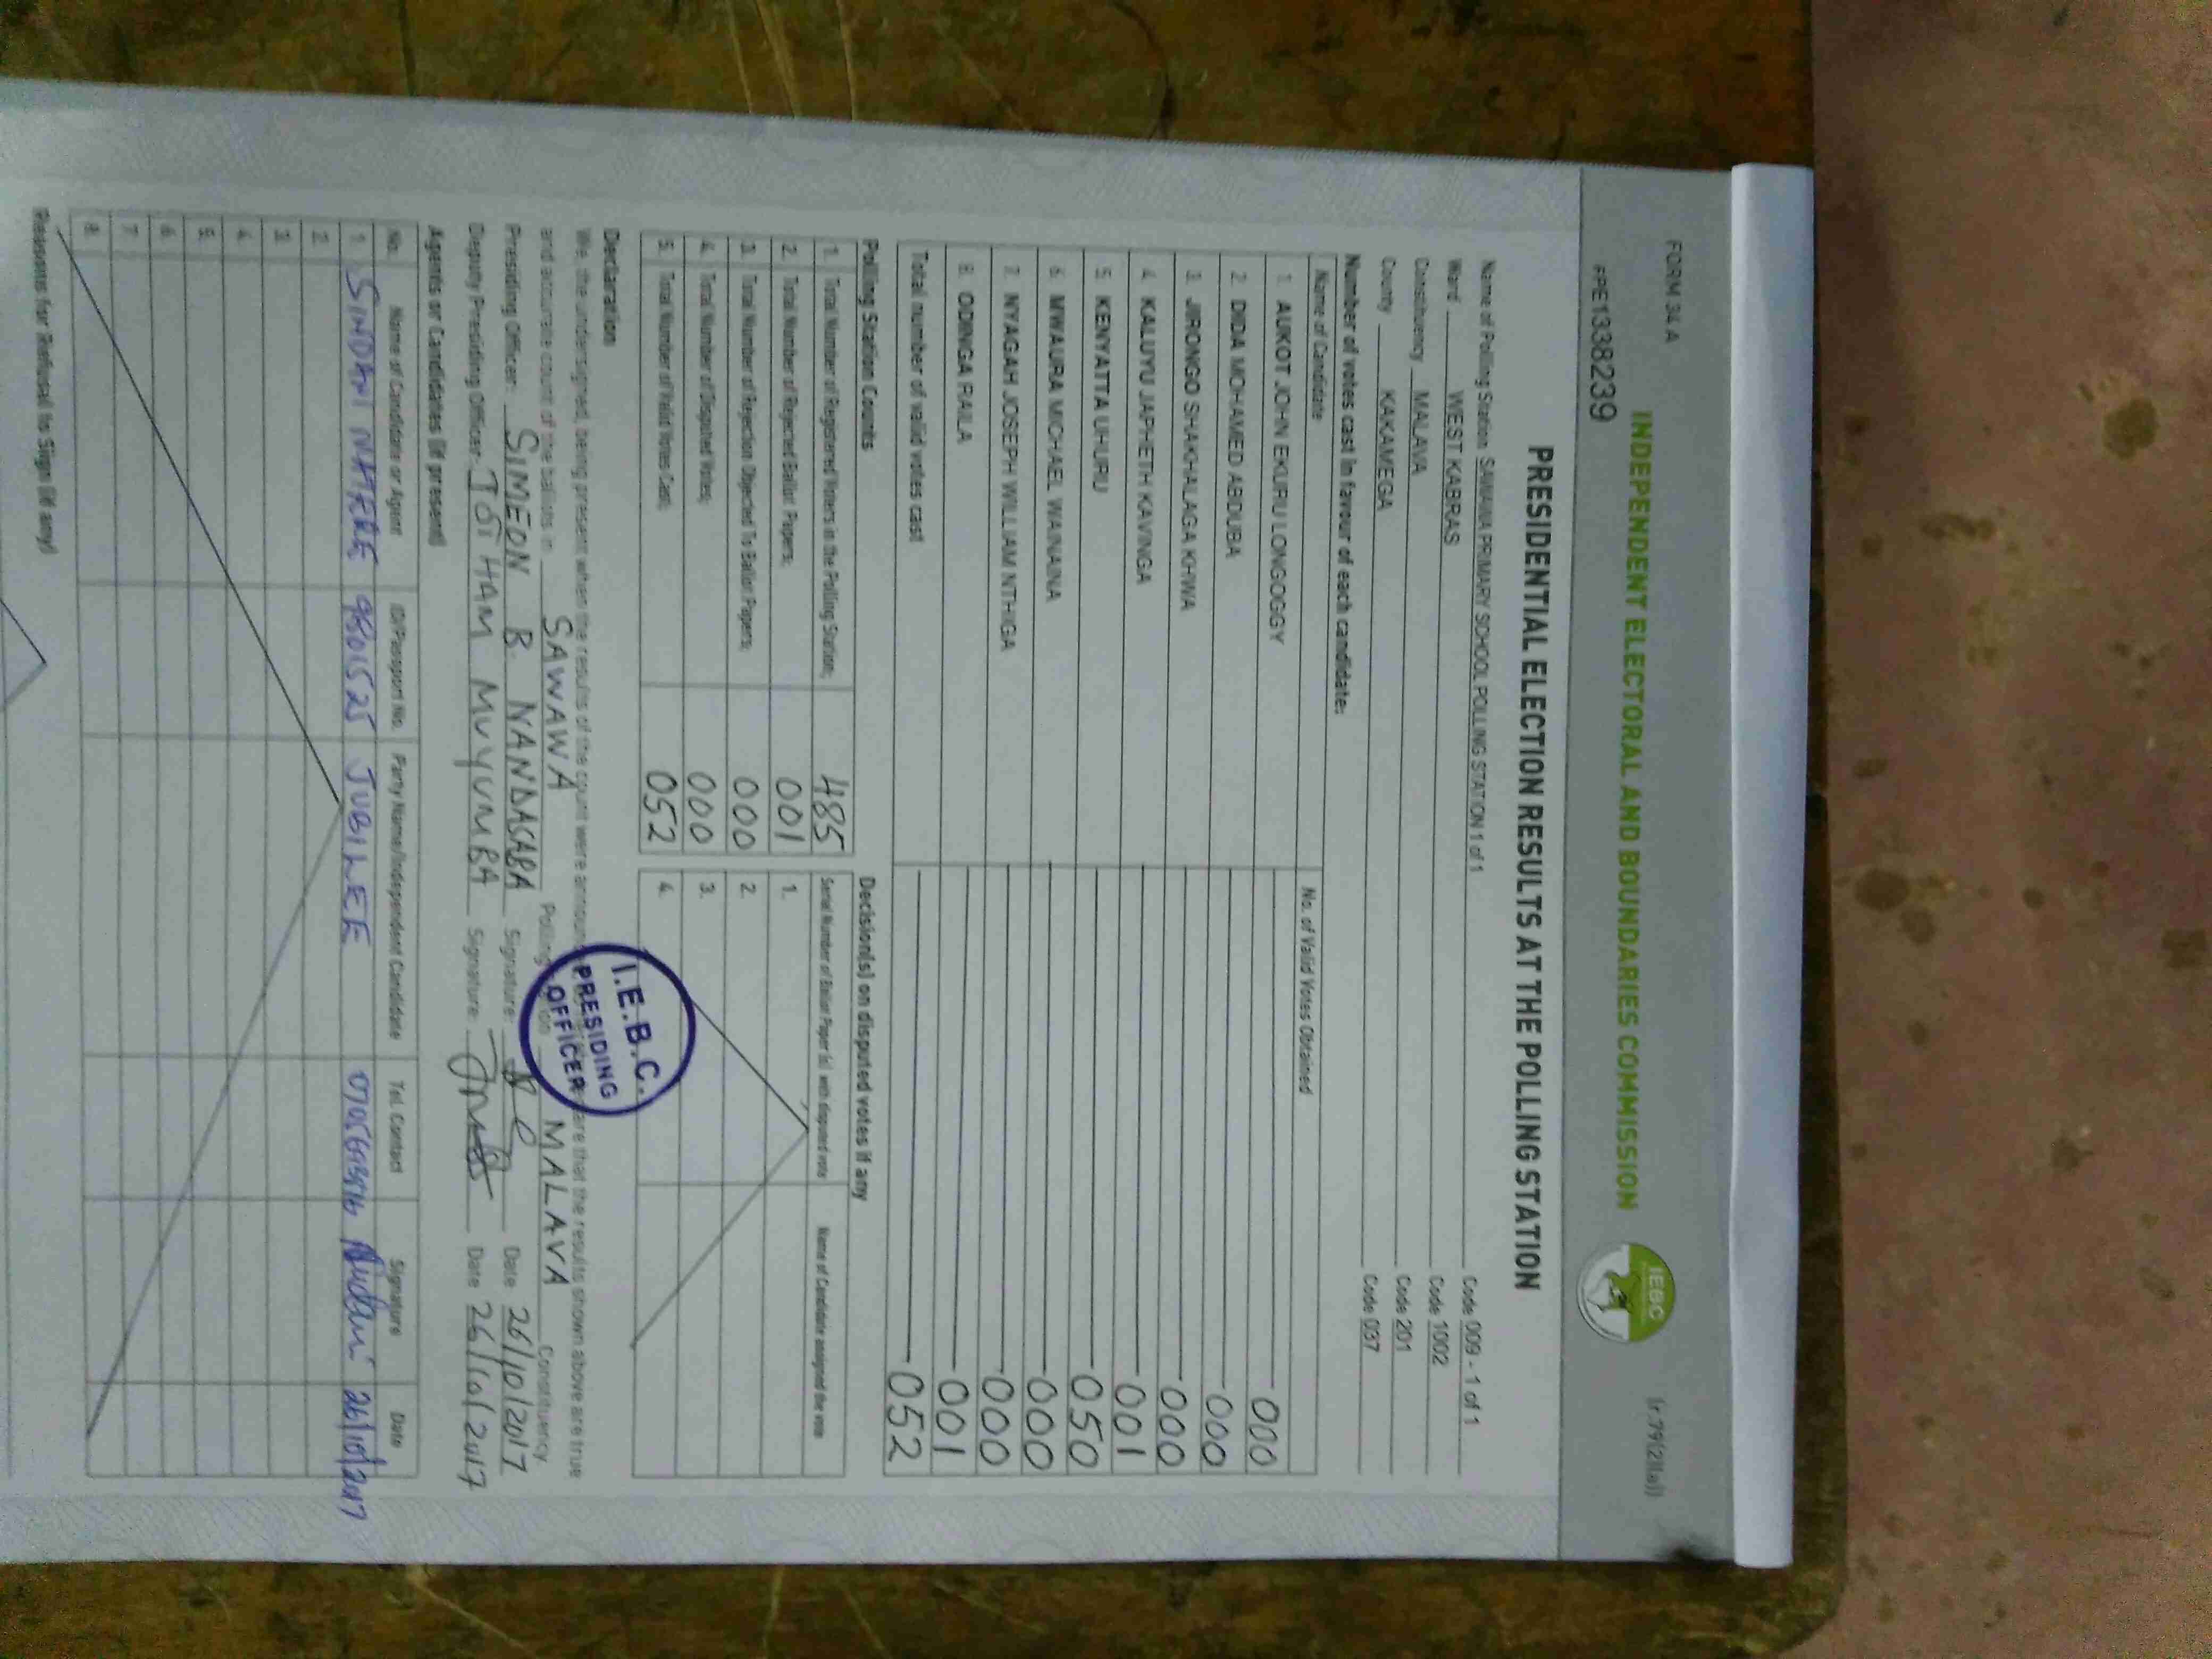 FORM 34 A
(r.79(2)(a))
INDEPENDENT ELECTORAL AND BOUNDARIES COMMISSION
IEBC
PPE1338239
PRESIDENTIAL ELECTION RESULTS AT THE POLLING STATION
Name of Polling Station SAWAWA PRIMARY SCHOOL POLLING STATION 1 of 1 Code 009 - 1 of 1
Ward WEST KABRAS Code 1002
Constituency MALAVA Code 201
County KAKAMEGA Code 037
Number of votes cast in favour of each candidate:
Name of Candidate No. of Valid Votes Obtained
1. AUKOT JOHN EKURU LONGOGGY 000
2. DIDA MOHAMED ABDUBA 000
3. JIRONGO SHAKHALAGA KHWA 000
4. KALUYU JAPHETH KAVINGA 001
5. KENYATTA UHURU 050
6. MWAURA MICHAEL WAINAINA 000
7. NYAGAH JOSEPH WILLIAM NTHIGA 000
8. ODINGA RAILA 001
Total number of valid votes cast 052
Polling Station Counts
1. Total Number of Registered Voters in the Polling Station; 485
2. Total Number of Rejected Ballot Papers; 001
3. Total Number of Rejection Objected To Ballot Papers; 000
4. Total Number of Disputed Votes; 000
5. Total Number of Valid Votes Cast; 052
Decision(s) on disputed votes if any
Serial Number of Ballot Paper (s) with disputed vote Name of Candidate assigned the vote
1.
2.
3.
4.
Declaration
We, the undersigned, being present when the results of the count were announced are that the results shown above are true
and accurate count of the ballots in SAWAWA Polling MALAVA Constituency
I.E.B.C.
PRESIDING
OFFICER
Presiding Officer: SIMEON B. NANDASABA Signature: Date 26/10/2017
Deputy Presiding Officer: JOTHAM MUYUMBA Signature: Date 26/10/2017
Agents or Candidates (if present)
No. Name of Candidate or Agent ID/Passport No. Party Name/Independent Candidate Tel. Contact Signature Date
1. SINDANI NATERE 9801525 JUBILEE 26/10/2017
2.
3.
4.
5.
6.
7.
8.
Reasons for Refusal to Sign (if any)